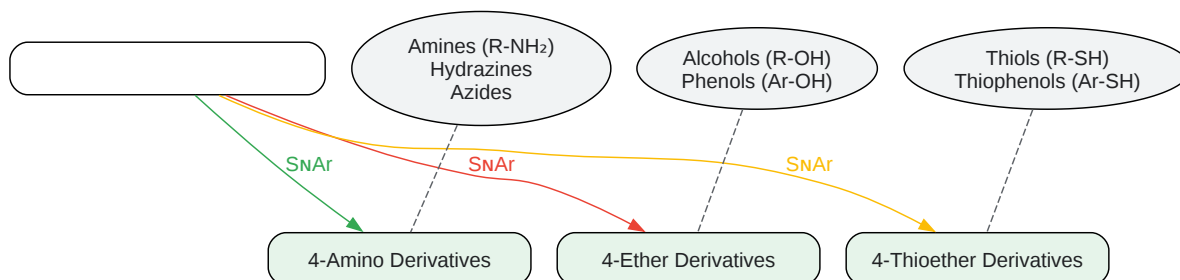 Amines (R-NH₂)
Hydrazines
Azides
Alcohols (R-OH)
Phenols (Ar-OH)
Thiols (R-SH)
Thiophenols (Ar-SH)
SɴAr
SɴAr
SɴAr
4-Amino Derivatives
4-Ether Derivatives
4-Thioether Derivatives